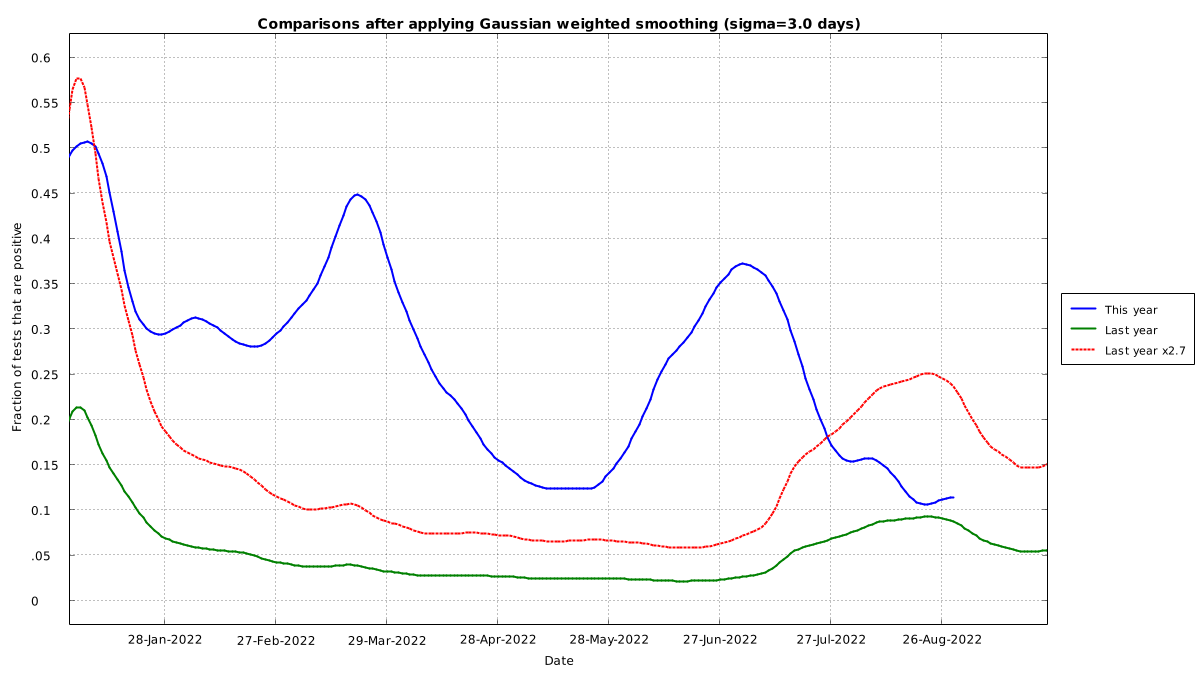 Comparisons after applying Gaussian weighted smoothing (sigma=3.0 days)
0.6
0.55
0.5
0.45
0.4
0.35
0.3
0.25
0.2
0.15
0.1
.05
0
Fraction of tests that are positive
28-Jan-2022 27-Feb-2022 29-Mar-2022 28-Apr-2022 28-May-2022 27-Jun-2022 27-Jul-2022 26-Aug-2022
Date
This year
Last year
Last year x2.7